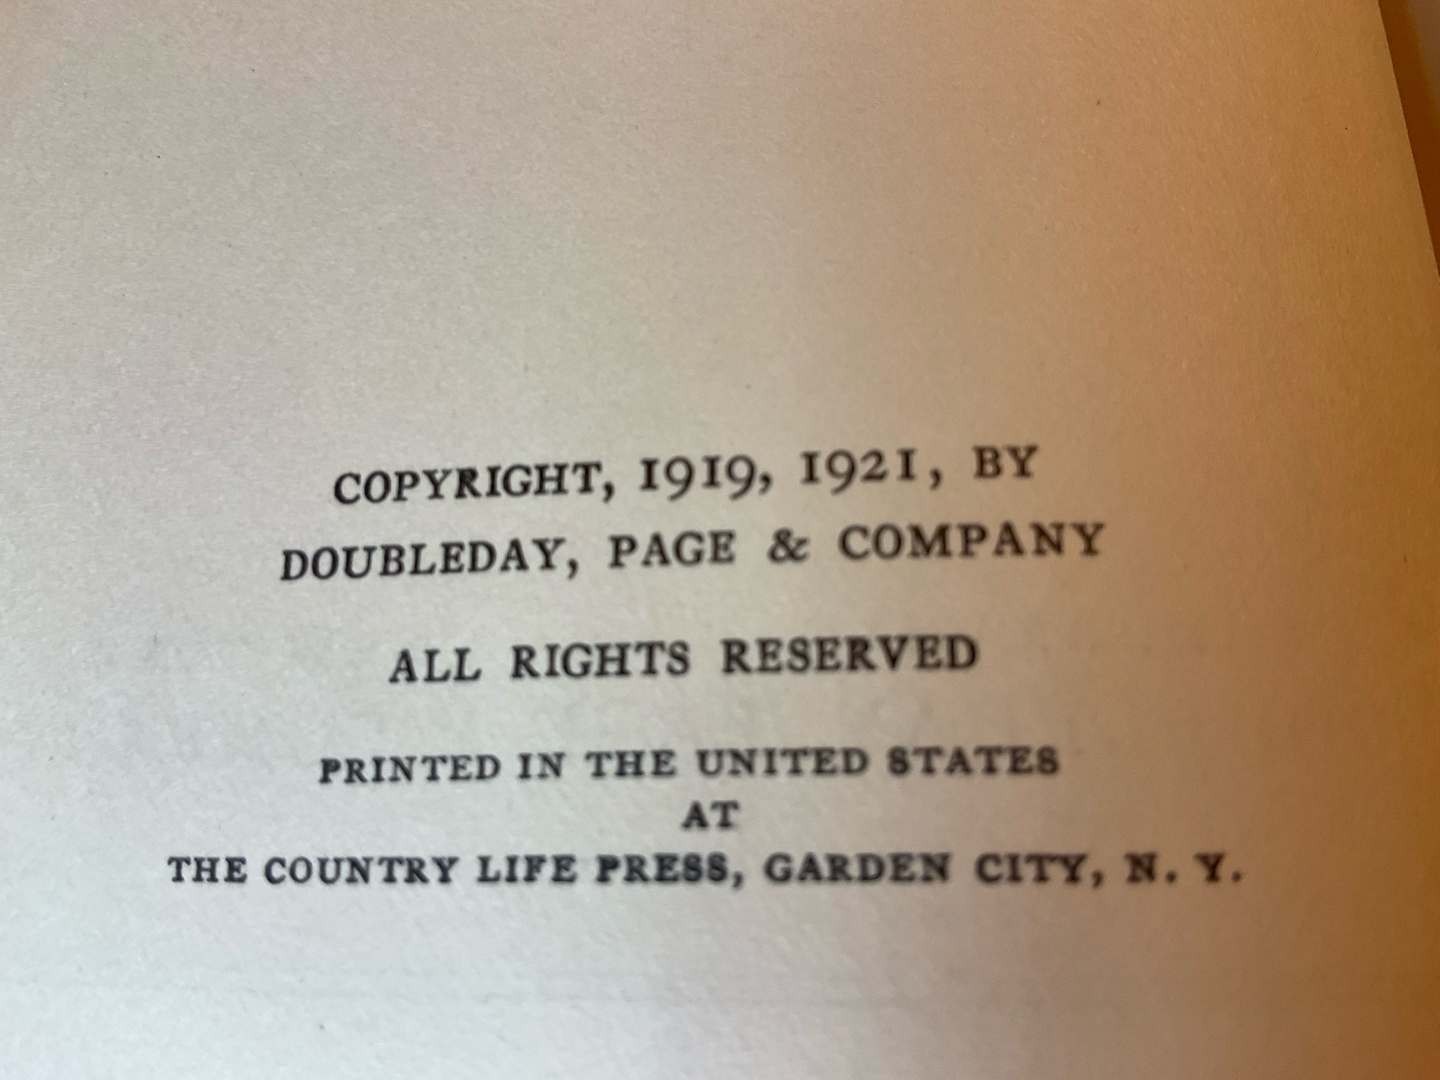 COPYRIGHT, 1919, 1921, BY
DOUBLEDAY, PAGE & COMPANY
ALL RIGHTS RESERVED
PRINTED IN THE UNITED STATES
AT
THE COUNTRY LIFE PRESS, GARDEN CITY, N. Y.